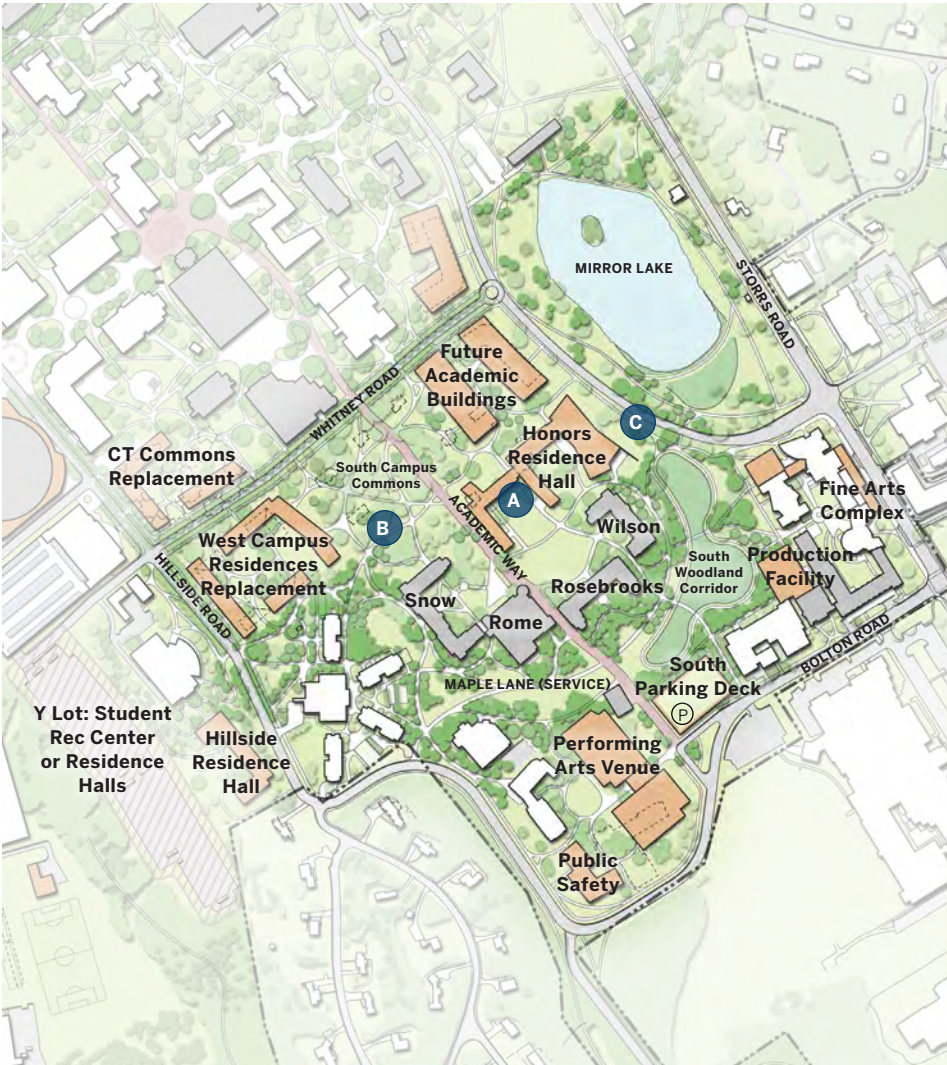 MIRROR LAKE
STORRS ROAD
Future
Academic
Buildings
WHITNEY ROAD
C
Honors
Residence
Hall
CT Commons
Replacement
South Campus
Commons
A
ACADEMIC WAY
B
Fine Arts
Complex
Wilson
West Campus
Residences
Replacement
HILLSIDE ROAD
South
Woodland
Corridor
Production
Facility
Snow
Rosebrooks
Rome
BOLTON ROAD
MAPLE LANE (SERVICE)
South
Parking Deck
P
Y Lot: Student
Rec Center
or Residence
Halls
Hillside
Residence
Hall
Performing
Arts Venue
Public
Safety